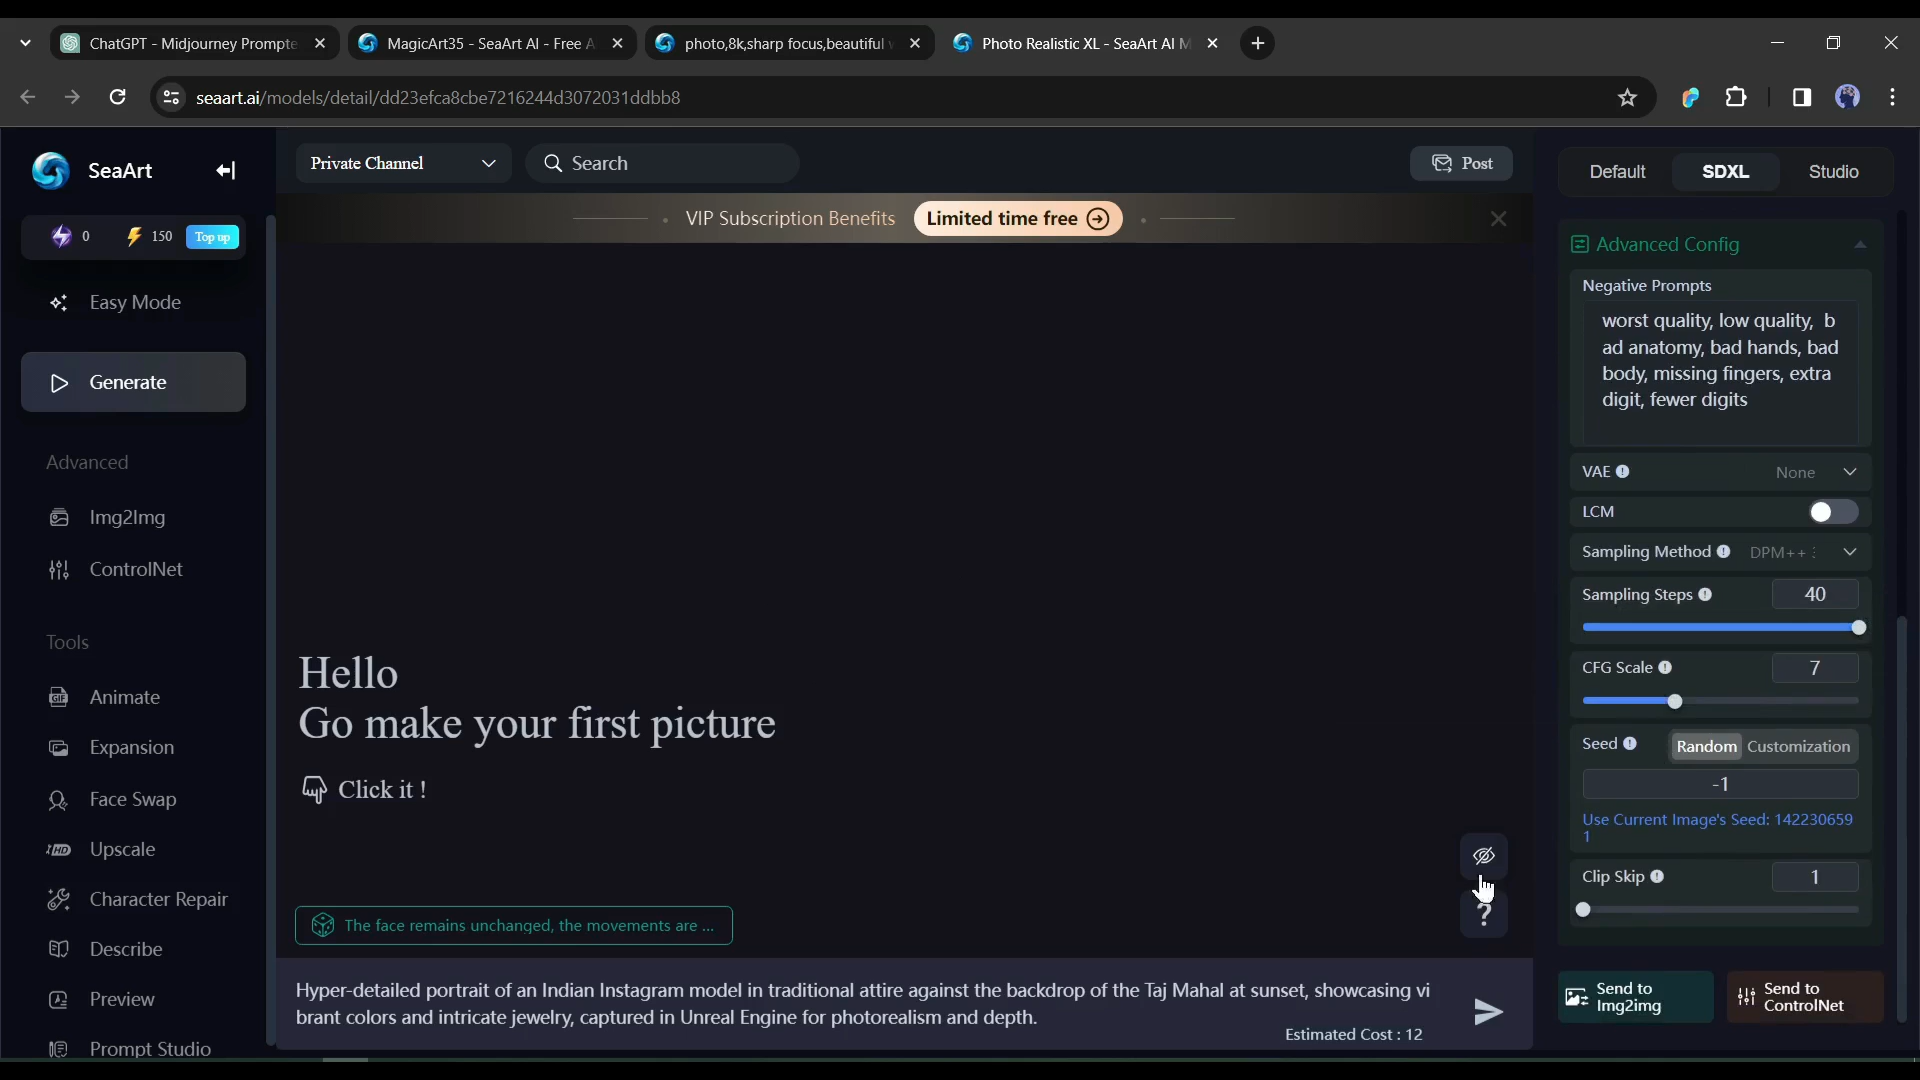 ChatGPT - Midjourney Prompte
MagicArt35 - SeaArt AI - Free A
photo,8k,sharp focus,beautiful
Photo Realistic XL - SeaArt AI M
seaart.ai/models/detail/dd23efca8cbe7216244d3072031ddbb8
SeaArt
0
150
Top up
Easy Mode
Generate
Advanced
Img2Img
ControlNet
Tools
Animate
Expansion
Face Swap
Upscale
Character Repair
Describe
Preview
Prompt Studio
Private Channel
Search
Post
VIP Subscription Benefits
Limited time free
Hello
Go make your first picture
Click it !
?
The face remains unchanged, the movements are ...
Hyper-detailed portrait of an Indian Instagram model in traditional attire against the backdrop of the Taj Mahal at sunset, showcasing vi
brant colors and intricate jewelry, captured in Unreal Engine for photorealism and depth.
Estimated Cost : 12
Default
SDXL
Studio
Advanced Config
Negative Prompts
worst quality, low quality, b
ad anatomy, bad hands, bad
body, missing fingers, extra
digit, fewer digits
VAE
None
LCM
Sampling Method
DPM++
Sampling Steps
40
CFG Scale
7
Seed
Random
Customization
-1
Use Current Image's Seed: 142230659
1
Clip Skip
1
Send to
Img2img
Send to
ControlNet